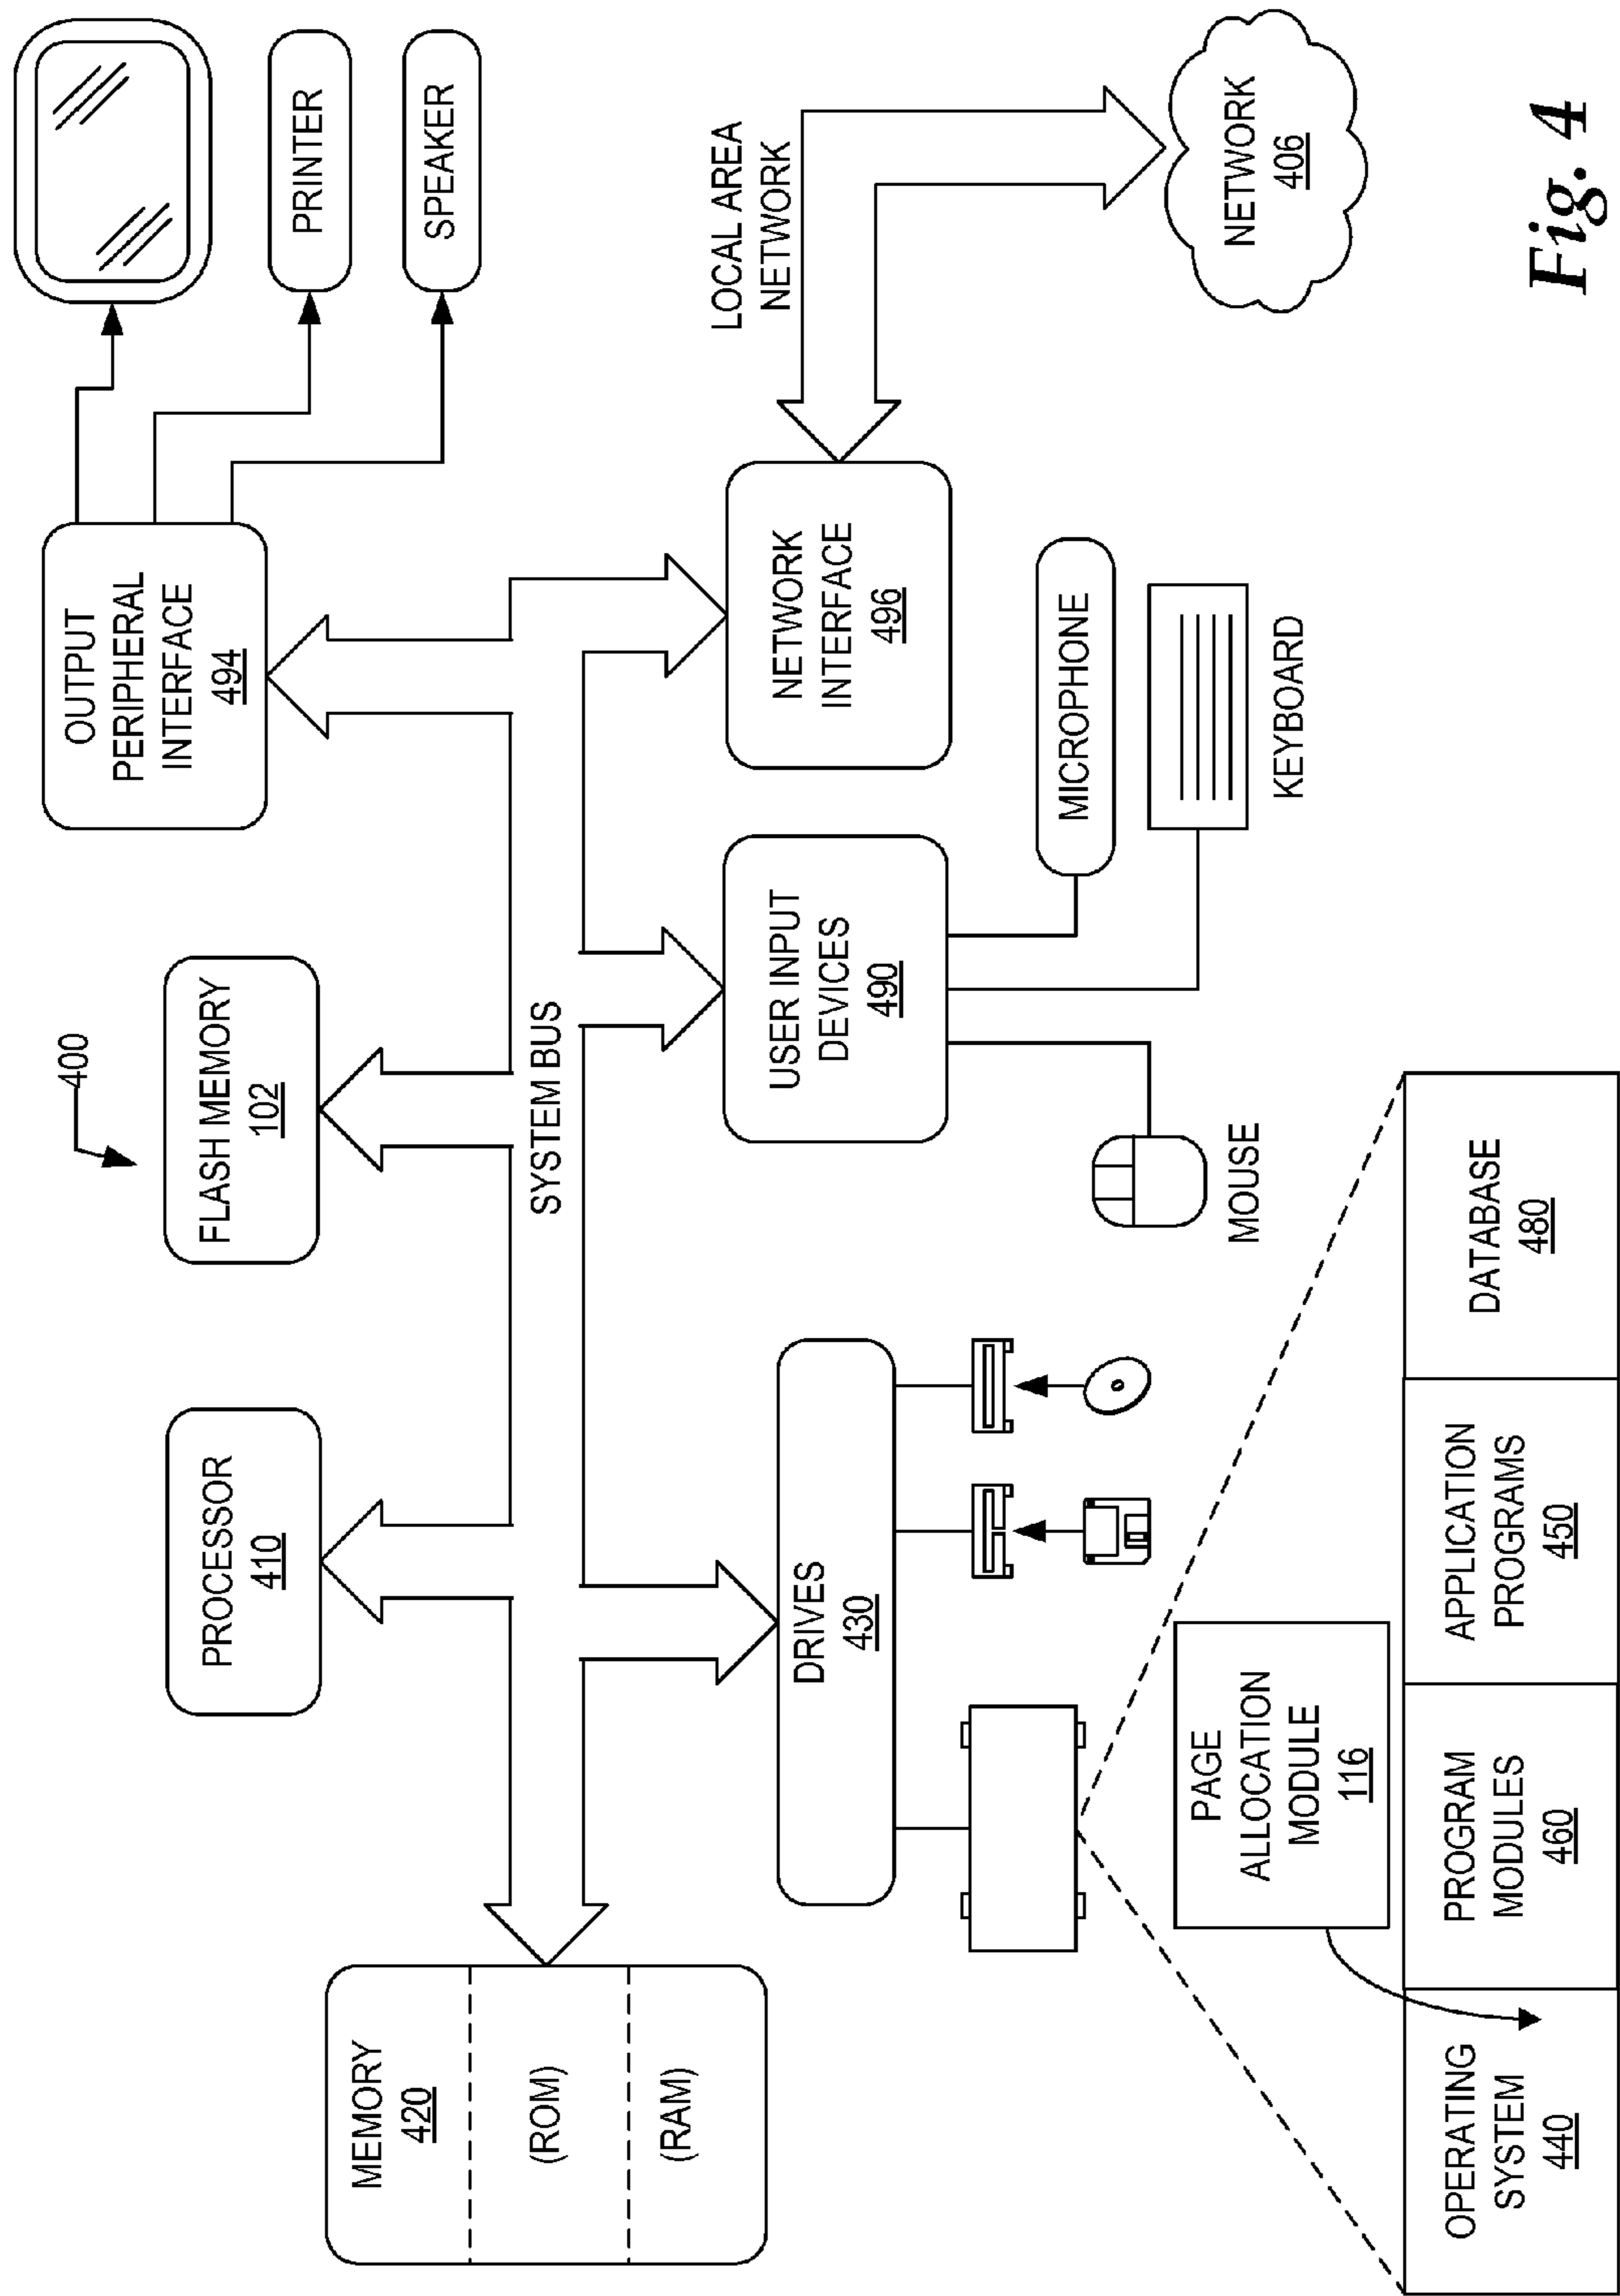 400
PROCESSOR
410
FLASH MEMORY
102
OUTPUT
PERIPHERAL
INTERFACE
494
PRINTER
SPEAKER
MEMORY
420
(ROM)
(RAM)
SYSTEM BUS
LOCAL AREA
NETWORK
DRIVES
430
USER INPUT
DEVICES
490
NETWORK
INTERFACE
496
MICROPHONE
MOUSE
KEYBOARD
NETWORK
406
PAGE
ALLOCATION
MODULE
116
OPERATING
SYSTEM
440
PROGRAM
MODULES
460
APPLICATION
PROGRAMS
450
DATABASE
480
Fig. 4